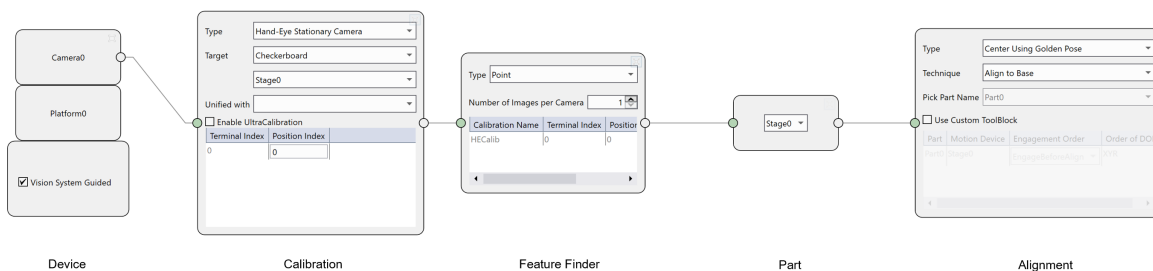 Camera0
Platform0
Vision System Guided
Device
Type Hand-Eye Stationary Camera
Target Checkerboard
Stage0
Unified with
Enable UltraCalibration
Terminal Index Position Index
0 0
Calibration
Type Point
Number of Images per Camera 1
Calibration Name Terminal Index Position
HECalib 0 0
Feature Finder
Stage0
Part
Type Center Using Golden Pose
Technique Align to Base
Pick Part Name Part0
Use Custom ToolBlock
Part Motion Device Engagement Order Order of DO
Part0 Stage0 EngageBeforeAlign
Alignment